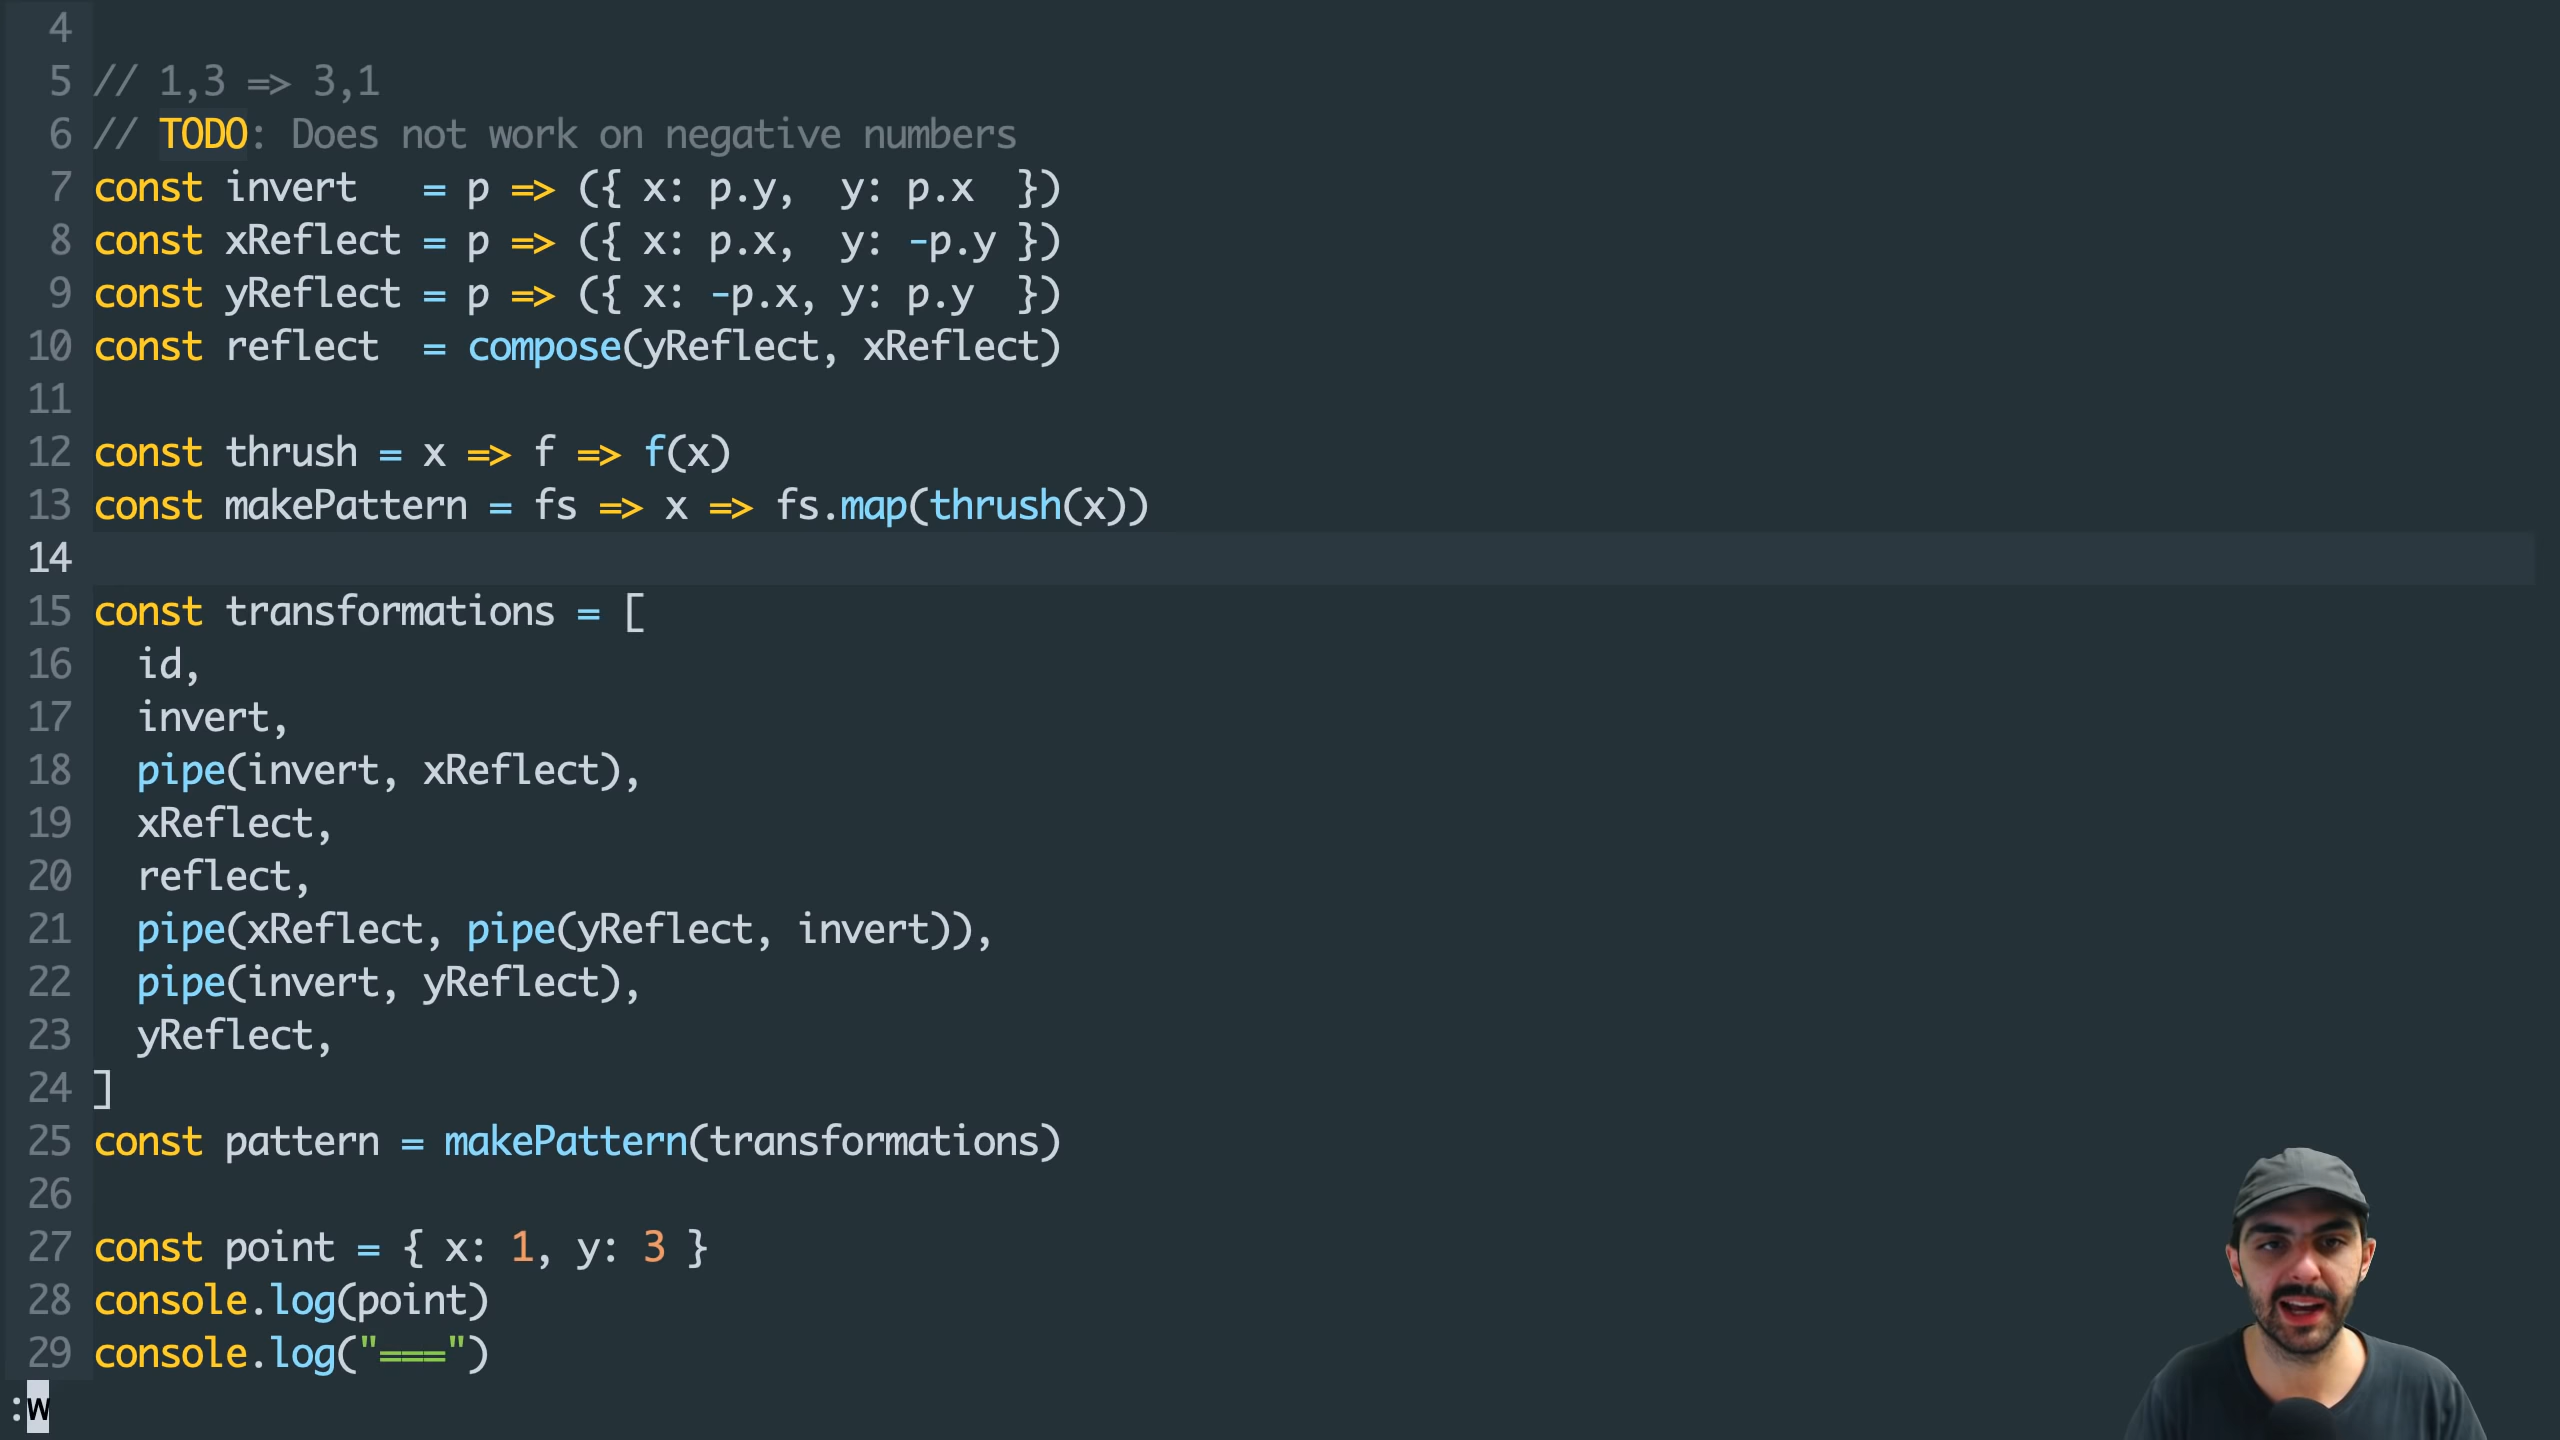 4
5 // 1,3 => 3,1
6 // TODO: Does not work on negative numbers
7 const invert   = p => ({ x: p.y,  y: p.x  })
8 const xReflect = p => ({ x: p.x,  y: -p.y })
9 const yReflect = p => ({ x: -p.x, y: p.y  })
10 const reflect  = compose(yReflect, xReflect)
11
12 const thrush = x => f => f(x)
13 const makePattern = fs => x => fs.map(thrush(x))
14
15 const transformations = [
16   id,
17   invert,
18   pipe(invert, xReflect),
19   xReflect,
20   reflect,
21   pipe(xReflect, pipe(yReflect, invert)),
22   pipe(invert, yReflect),
23   yReflect,
24 ]
25 const pattern = makePattern(transformations)
26
27 const point = { x: 1, y: 3 }
28 console.log(point)
29 console.log("===")
:w